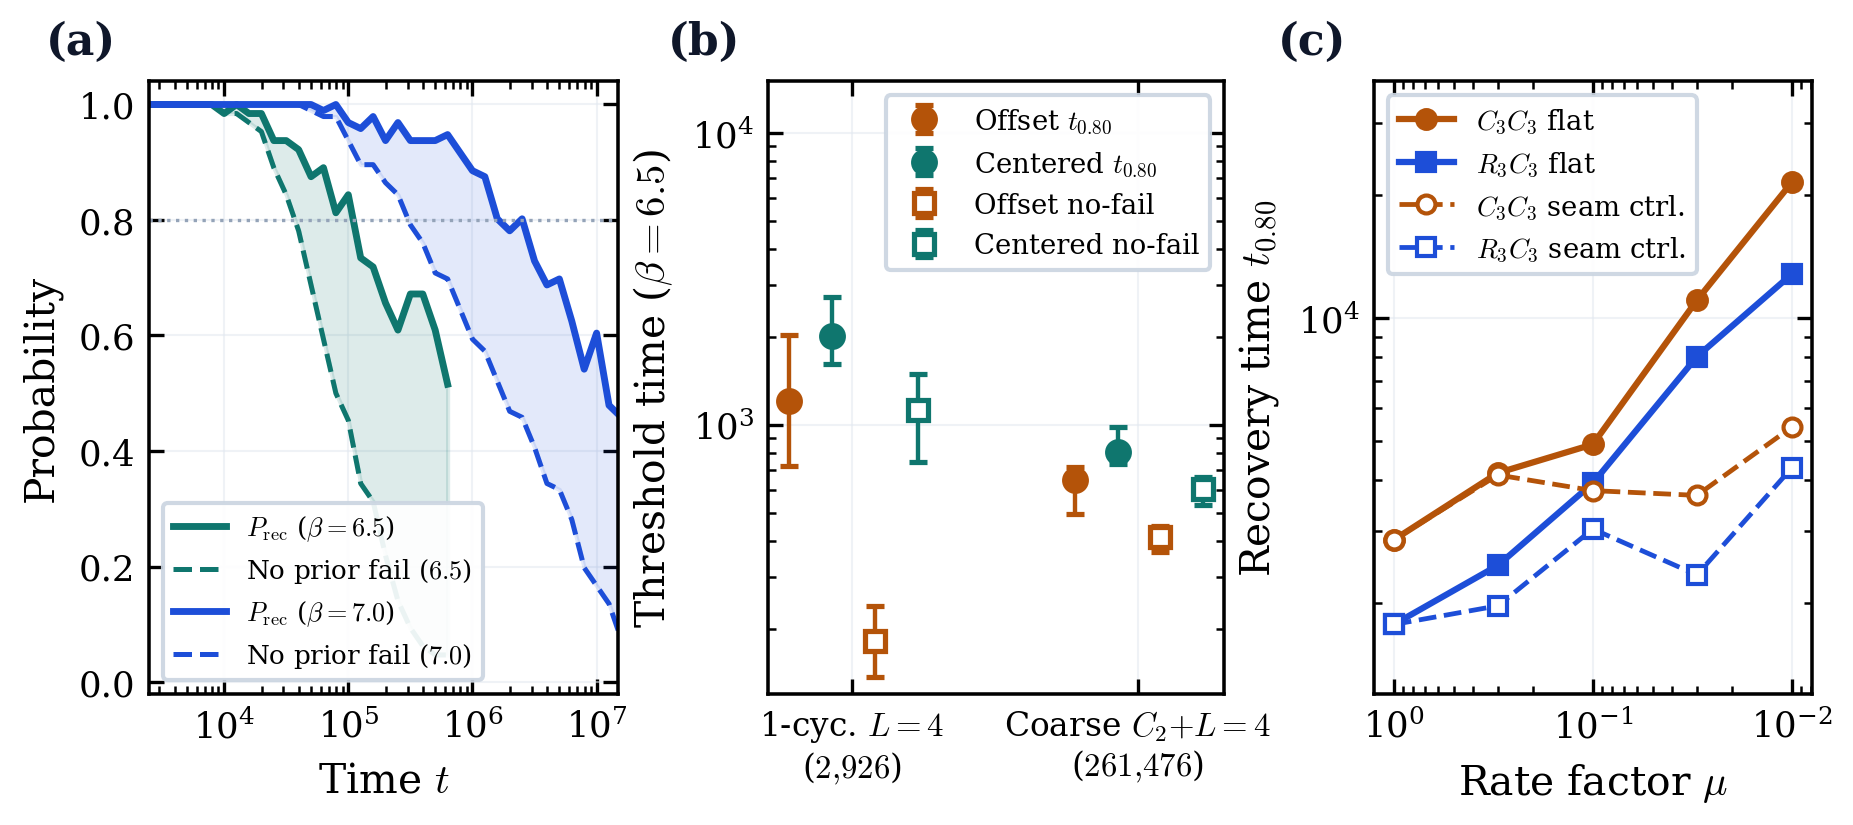 (a)
Probability
1.0
0.8
0.6
0.4
0.2
0.0
P_rec (β = 6.5)
No prior fail (6.5)
P_rec (β = 7.0)
No prior fail (7.0)
10^4
10^5
10^6
10^7
Time t
(b)
Threshold time (β = 6.5)
10^4
10^3
Offset t_0.80
Centered t_0.80
Offset no-fail
Centered no-fail
1-cyc. L = 4
(2,926)
Coarse C_2+L = 4
(261,476)
(c)
Recovery time t_0.80
10^4
C_3C_3 flat
R_3C_3 flat
C_3C_3 seam ctrl.
R_3C_3 seam ctrl.
10^0
10^−1
10^−2
Rate factor μ